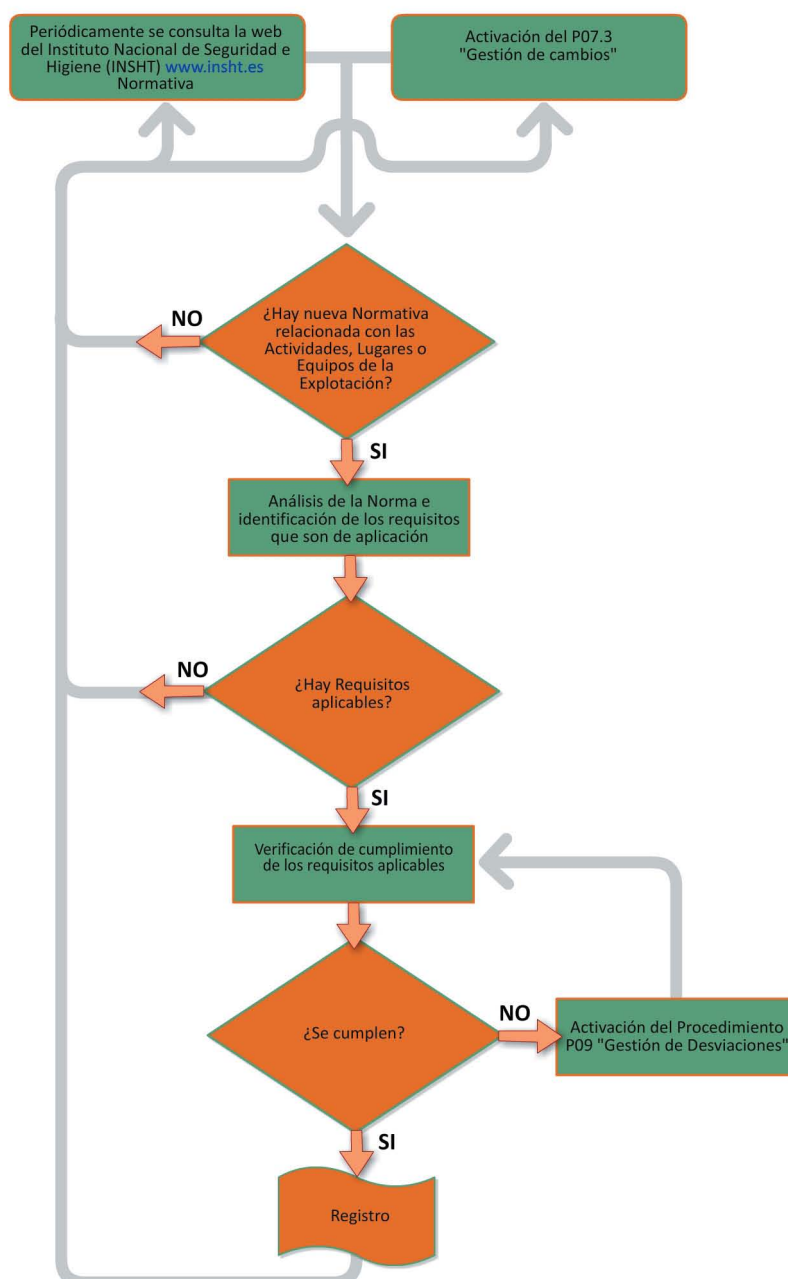 Periódicamente se consulta la web
del Instituto Nacional de Seguridad e
Higiene (INSHT) www.insht.es
Normativa
Activación del P07.3
"Gestión de cambios"
¿Hay nueva Normativa
relacionada con las
Actividades, Lugares o
Equipos de la
Explotación?
NO
SI
Análisis de la Norma e
identificación de los requisitos
que son de aplicación
¿Hay Requisitos
aplicables?
NO
SI
Verificación de cumplimiento
de los requisitos aplicables
¿Se cumplen?
NO
Activación del Procedimiento
P09 "Gestión de Desviaciones"
SI
Registro